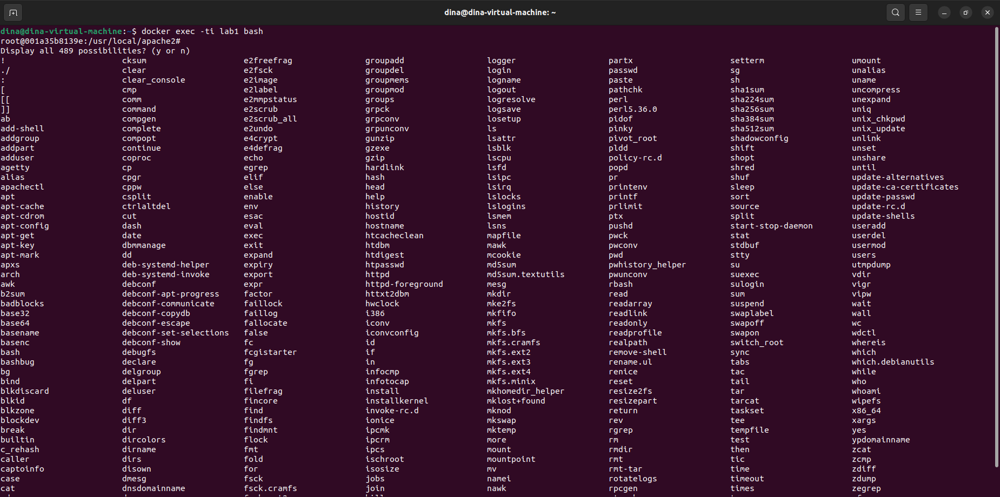 dina@dina-virtual-machine: ~
dina@dina-virtual-machine:~$ docker exec -ti lab1 bash
root@001a35b8139e:/usr/local/apache2#
Display all 489 possibilities? (y or n)
! cksum e2freefrag groupadd logger partx setterm umount
./ clear e2fsck groupdel login passwd sg unalias
: clear_console e2image groupmems logname paste sh uname
[ cmp e2label groupmod logout pathchk sha1sum uncompress
[[ comm e2mmpstatus groups logresolve perl sha224sum unexpand
]] command e2scrub grpck logsave perl5.36.0 sha256sum uniq
ab compgen e2scrub_all grpconv losetup pidof sha384sum unix_chkpwd
add-shell complete e2undo grpunconv ls pinky sha512sum unix_update
addgroup compopt e4crypt gunzip lsattr pivot_root shadowconfig unlink
addpart continue e4defrag gzexe lsblk pldd shift unset
adduser coproc echo gzip lscpu policy-rc.d shopt unshare
agetty cp egrep hardlink lsfd popd shred until
alias cpgr elif hash lsipc pr shuf update-alternatives
apachectl cppw else head lsirq printenv sleep update-ca-certificates
apt csplit enable help lslocks printf sort update-passwd
apt-cache ctrlaltdel env history lslogins prlimit source update-rc.d
apt-cdrom cut esac hostid lsmem ptx split update-shells
apt-config dash eval hostname lsns pushd start-stop-daemon useradd
apt-get date exec htcacheclean mapfile pwck stat userdel
apt-key dbmmanage exit htdbm mawk pwconv stdbuf usermod
apt-mark dd expand htdigest mcookie pwd stty users
apxs deb-systemd-helper expiry htpasswd md5sum pwhistory_helper su utmpdump
arch deb-systemd-invoke export httpd md5sum.textutils pwunconv suexec vdir
awk debconf expr httpd-foreground mesg rbash sulogin vigr
b2sum debconf-apt-progress factor httxt2dbm mkdir read sum vipw
badblocks debconf-communicate faillock hwclock mke2fs readarray suspend wait
base32 debconf-copydb faillog i386 mkfifo readlink swaplabel wall
base64 debconf-escape fallocate iconv mkfs readonly swapoff wc
basename debconf-set-selections false iconvconfig mkfs.bfs readprofile swapon wdctl
basenc debconf-show fc id mkfs.cramfs realpath switch_root whereis
bash debugfs fcgistarter if mkfs.ext2 remove-shell sync which
bashbug declare fg in mkfs.ext3 rename.ul tabs which.debianutils
bg delgroup fgrep infocmp mkfs.ext4 renice tac while
bind delpart fi infotocap mkfs.minix reset tail who
blkdiscard deluser filefrag install mkhomedir_helper resize2fs tar whoami
blkid df fincore installkernel mklost+found resizepart tarcat wipefs
blkzone diff find invoke-rc.d mknod return taskset x86_64
blockdev diff3 findfs ionice mkswap rev tee xargs
break dir findmnt ipcmk mktemp rgrep tempfile yes
builtin dircolors flock ipcrm more rm test ypdomainname
c_rehash dirname fmt ipcs mount rmdir then zcat
caller dirs fold ischroot mountpoint rmt tic zcmp
captoinfo disown for isosize mv rmt-tar time zdiff
case dmesg fsck jobs namei rotatelogs timeout zdump
cat dnsdomainname fsck.cramfs join nawk rpcgen times zegrep